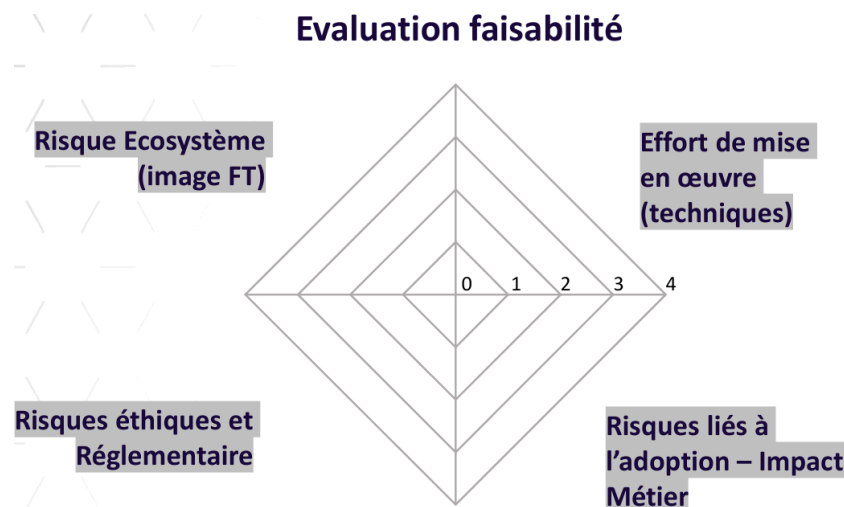 Evaluation faisabilité
Risque Ecosystème
(image FT)
Effort de mise
en œuvre
(techniques)
0 1 2 3 4
Risques éthiques et
Réglementaire
Risques liés à
l'adoption – Impact
Métier